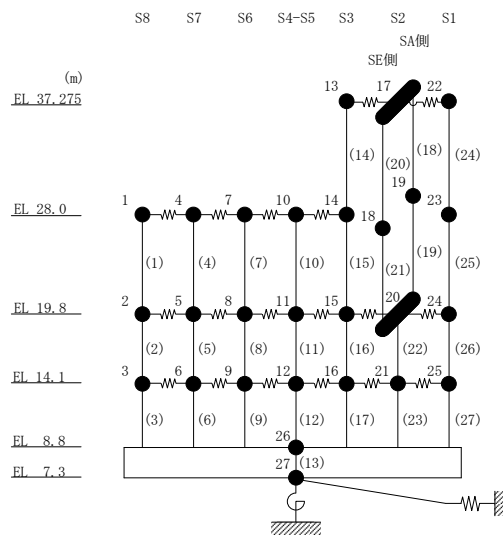 S8 S7 S6 S4-S5 S3 S2 S1
SA側
SE側
(m)
EL 37.275
13 17 22
(14) (20) (18) (24)
19
EL 28.0
1 4 7 10 14 18 23
(1) (4) (7) (10) (15) (21) (19) (25)
EL 19.8
2 5 8 11 15 20 24
(2) (5) (8) (11) (16) (22) (26)
EL 14.1
3 6 9 12 16 21 25
(3) (6) (9) (12) (17) (23) (27)
EL 8.8
26
(13)
EL 7.3
27